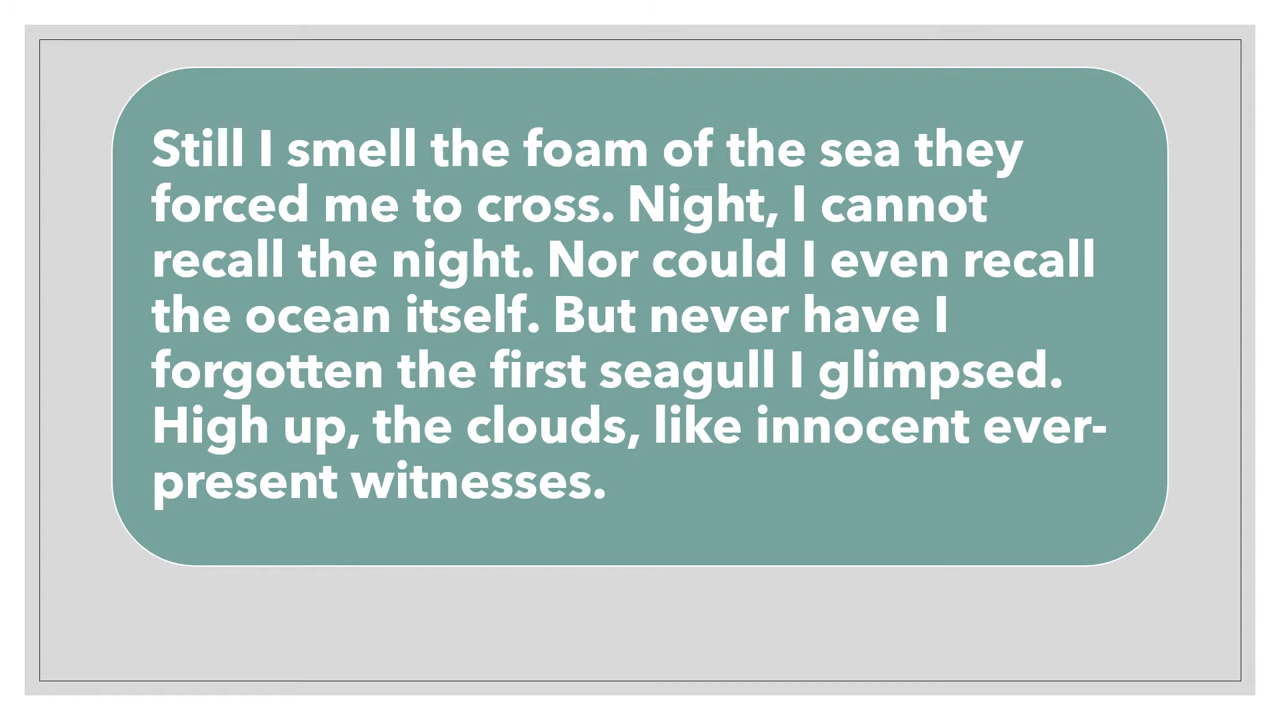 Still I smell the foam of the sea they
forced me to cross. Night, I cannot
recall the night. Nor could I even recall
the ocean itself. But never have I
forgotten the first seagull I glimpsed.
High up, the clouds, like innocent ever-
present witnesses.